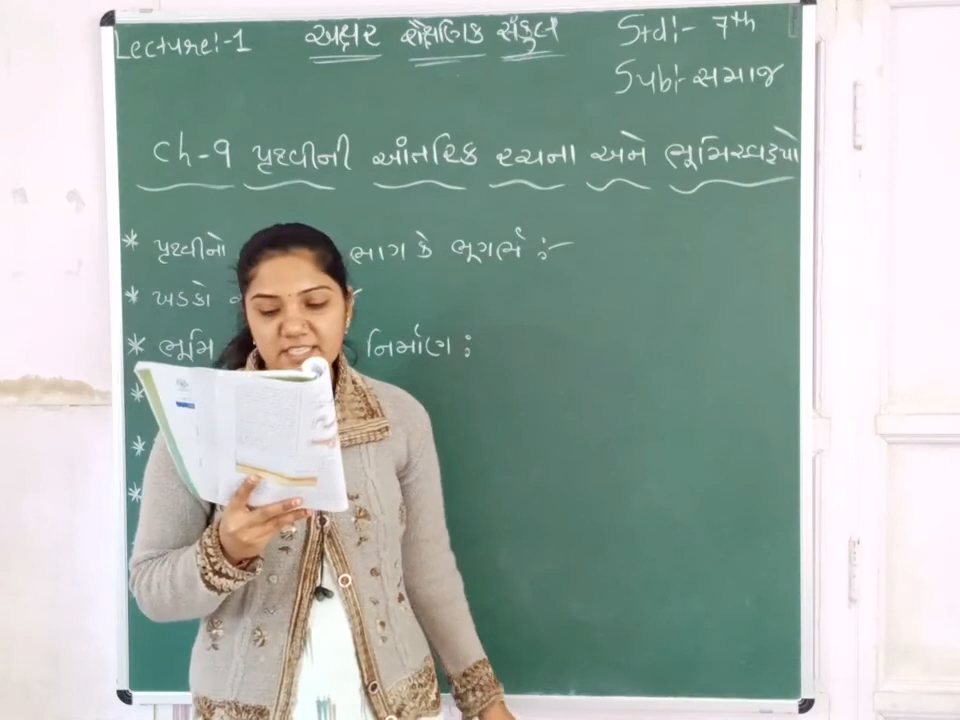 Lecture:-1 અક્ષર શૈક્ષણિક સંકુલ Std:- 7th
Sub:- સમાજ
Ch-9 પૃથ્વીની આંતરિક રચના અને ભૂમિસ્વરૂપો
* પૃથ્વીનો ભાગ કે ભૂગર્ભ :-
* ખડકો
* ભૂમિ નિર્માણ :
*
*
*